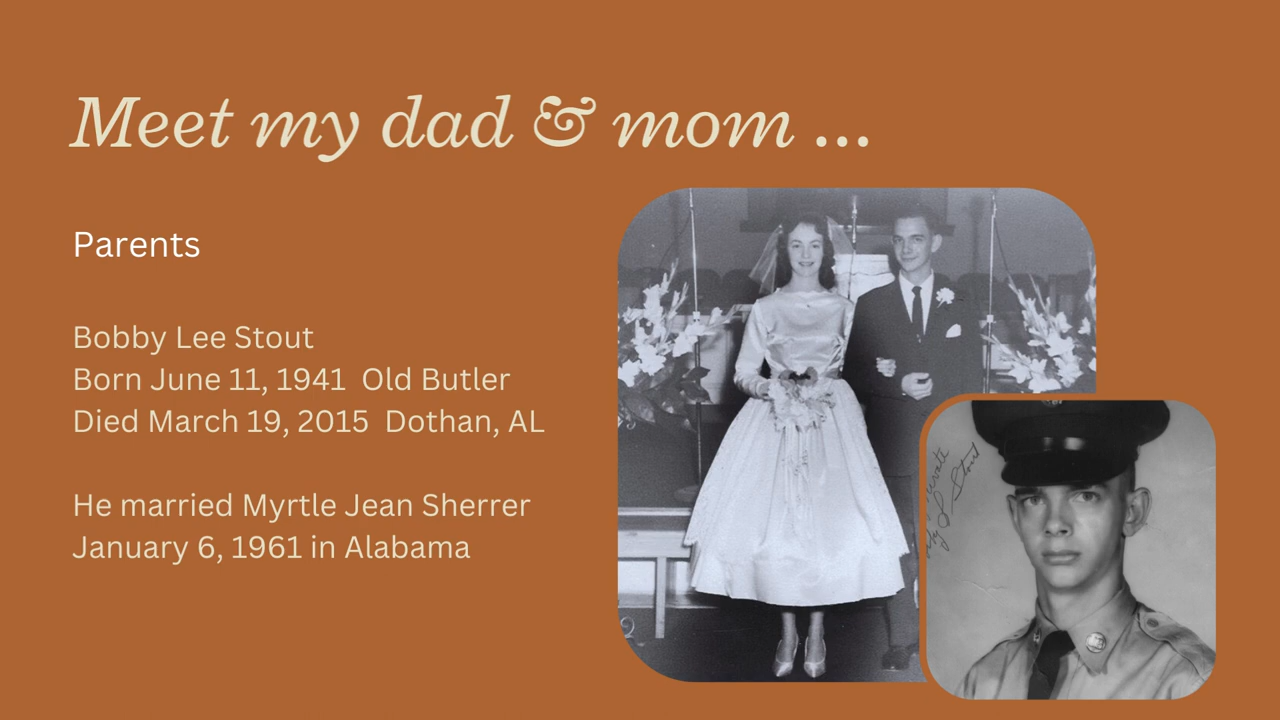 Meet my dad & mom ...
Parents
Bobby Lee Stout
Born June 11, 1941  Old Butler
Died March 19, 2015  Dothan, AL
He married Myrtle Jean Sherrer
January 6, 1961 in Alabama
Stout